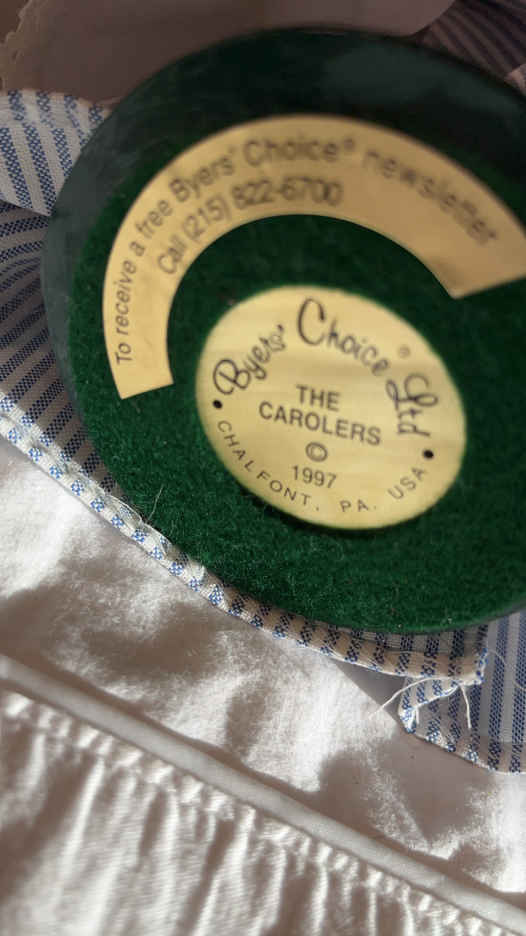 To receive a free Byers' Choice® newsletter
Call (215) 822-6700
Byers' Choice Ltd®
THE
CAROLERS
©
1997
• CHALFONT, PA. USA •